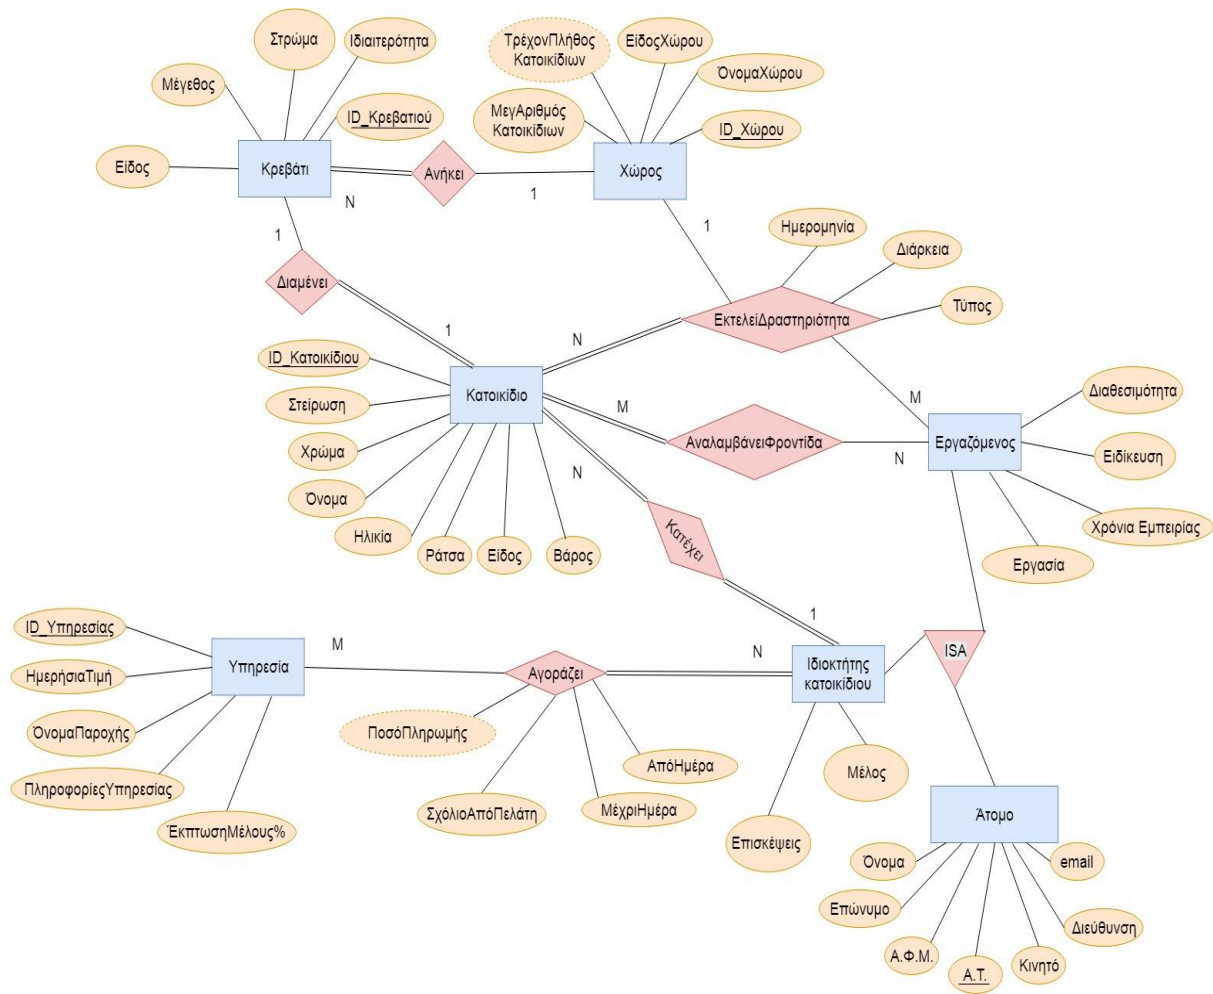 Στρώμα
Ιδιαιτερότητα
Μέγεθος
ID_Κρεβατιού
Είδος
Κρεβάτι
Ανήκει
N
1
ΤρέχονΠλήθος
Κατοικίδιων
ΕίδοςΧώρου
ΌνομαΧώρου
ΜεγΑριθμός
Κατοικίδιων
ID_Χώρου
Χώρος
1
1
Διαμένει
1
Ημερομηνία
Διάρκεια
Τύπος
ΕκτελείΔραστηριότητα
N
M
ID_Κατοικίδιου
Στείρωση
Χρώμα
Όνομα
Ηλικία
Ράτσα
Είδος
Βάρος
Κατοικίδιο
M
ΑναλαμβάνειΦροντίδα
N
N
Εργαζόμενος
Διαθεσιμότητα
Ειδίκευση
Χρόνια Εμπειρίας
Εργασία
Κατέχει
1
ID_Υπηρεσίας
ΗμερήσιαΤιμή
ΌνομαΠαροχής
ΠληροφορίεςΥπηρεσίας
ΈκπτωσηΜέλους%
Υπηρεσία
M
Αγοράζει
N
ΠοσόΠληρωμής
ΣχόλιοΑπόΠελάτη
ΜέχριΗμέρα
ΑπόΗμέρα
Ιδιοκτήτης
κατοικίδιου
Επισκέψεις
Μέλος
ISA
Άτομο
Όνομα
Επώνυμο
Α.Φ.Μ.
Α.Τ.
Κινητό
Διεύθυνση
email